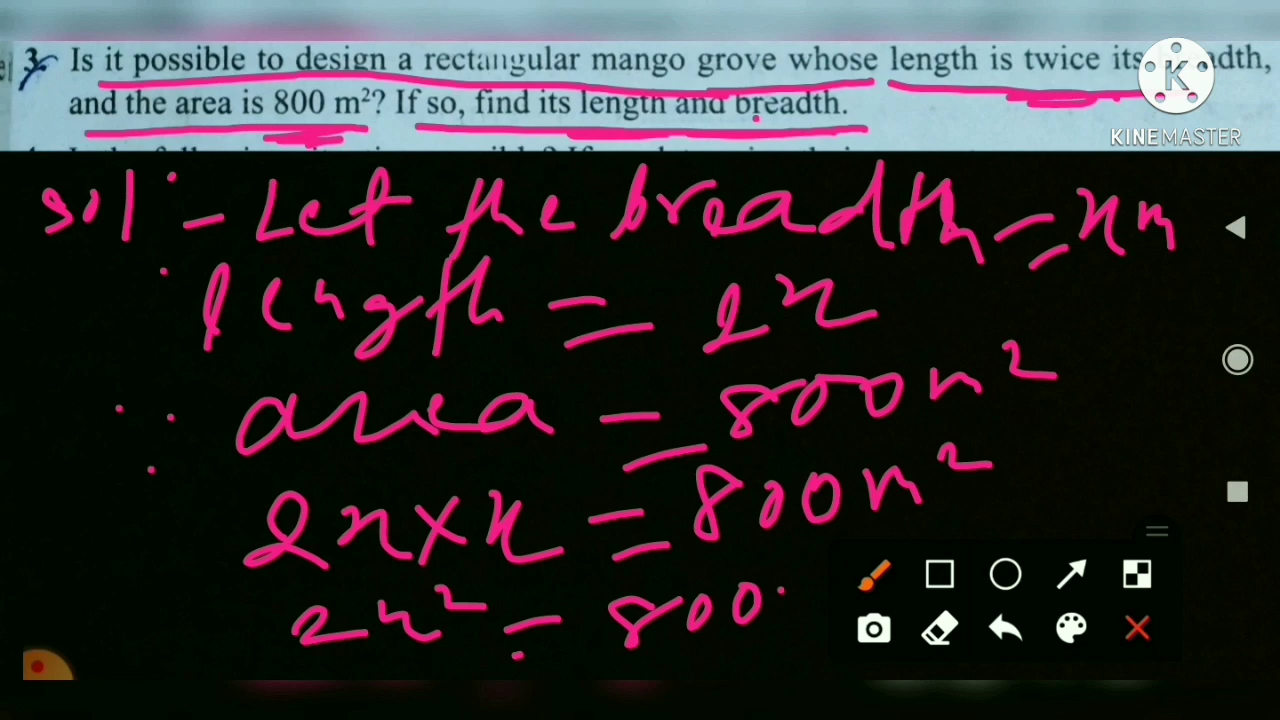 3. Is it possible to design a rectangular mango grove whose length is twice its
and the area is 800 m²? If so, find its length and breadth.
KINEMASTER
sol - Let the breadth = x m
length = 2x
area = 800 m²
2x × x = 800 m²
2x² = 800